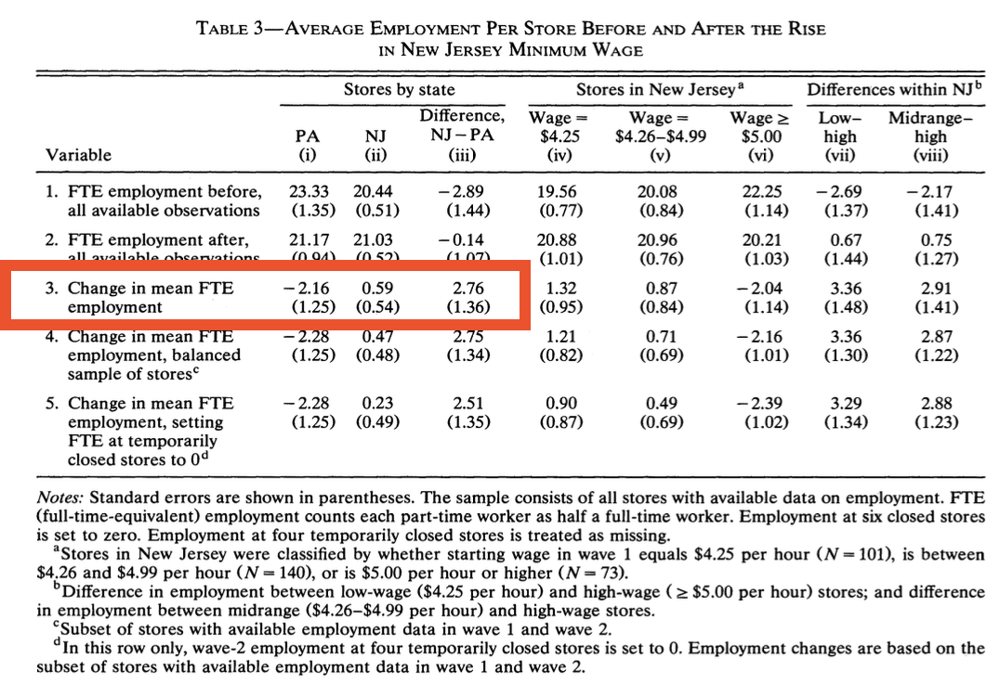 TABLE 3—AVERAGE EMPLOYMENT PER STORE BEFORE AND AFTER THE RISE
IN NEW JERSEY MINIMUM WAGE
Stores by state Stores in New Jerseyᵃ Differences within NJᵇ
Difference, Wage = Wage = Wage ≥ Low– Midrange–
PA NJ NJ−PA $4.25 $4.26–$4.99 $5.00 high high
Variable (i) (ii) (iii) (iv) (v) (vi) (vii) (viii)
1. FTE employment before, 23.33 20.44 −2.89 19.56 20.08 22.25 −2.69 −2.17
all available observations (1.35) (0.51) (1.44) (0.77) (0.84) (1.14) (1.37) (1.41)
2. FTE employment after, 21.17 21.03 −0.14 20.88 20.96 20.21 0.67 0.75
all available observations (0.94) (0.52) (1.07) (1.01) (0.76) (1.03) (1.44) (1.27)
3. Change in mean FTE −2.16 0.59 2.76 1.32 0.87 −2.04 3.36 2.91
employment (1.25) (0.54) (1.36) (0.95) (0.84) (1.14) (1.48) (1.41)
4. Change in mean FTE −2.28 0.47 2.75 1.21 0.71 −2.16 3.36 2.87
employment, balanced (1.25) (0.48) (1.34) (0.82) (0.69) (1.01) (1.30) (1.22)
sample of storesᶜ
5. Change in mean FTE −2.28 0.23 2.51 0.90 0.49 −2.39 3.29 2.88
employment, setting (1.25) (0.49) (1.35) (0.87) (0.69) (1.02) (1.34) (1.23)
FTE at temporarily
closed stores to 0ᵈ
Notes: Standard errors are shown in parentheses. The sample consists of all stores with available data on employment. FTE
(full-time-equivalent) employment counts each part-time worker as half a full-time worker. Employment at six closed stores
is set to zero. Employment at four temporarily closed stores is treated as missing.
ᵃStores in New Jersey were classified by whether starting wage in wave 1 equals $4.25 per hour (N = 101), is between
$4.26 and $4.99 per hour (N = 140), or is $5.00 per hour or higher (N = 73).
ᵇDifference in employment between low-wage ($4.25 per hour) and high-wage (≥ $5.00 per hour) stores; and difference
in employment between midrange ($4.26–$4.99 per hour) and high-wage stores.
ᶜSubset of stores with available employment data in wave 1 and wave 2.
ᵈIn this row only, wave-2 employment at four temporarily closed stores is set to 0. Employment changes are based on the
subset of stores with available employment data in wave 1 and wave 2.